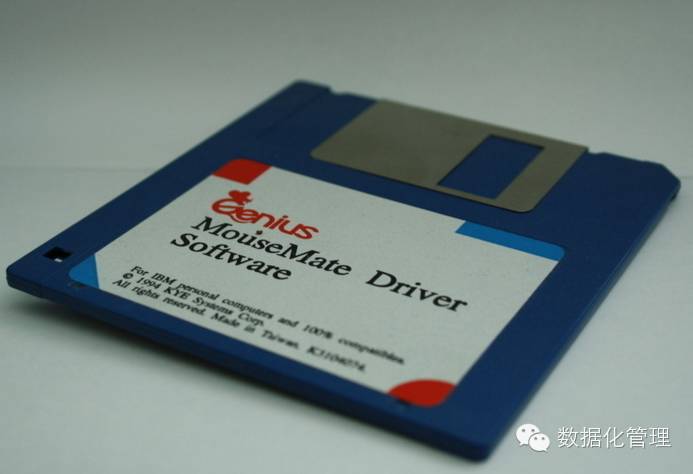 Genius
MouseMate Driver
Software
For IBM personal computers and 100% compatibles.
© 1994 KYE Systems Corp.
All rights reserved. Made in Taiwan. K3104074
数据化管理